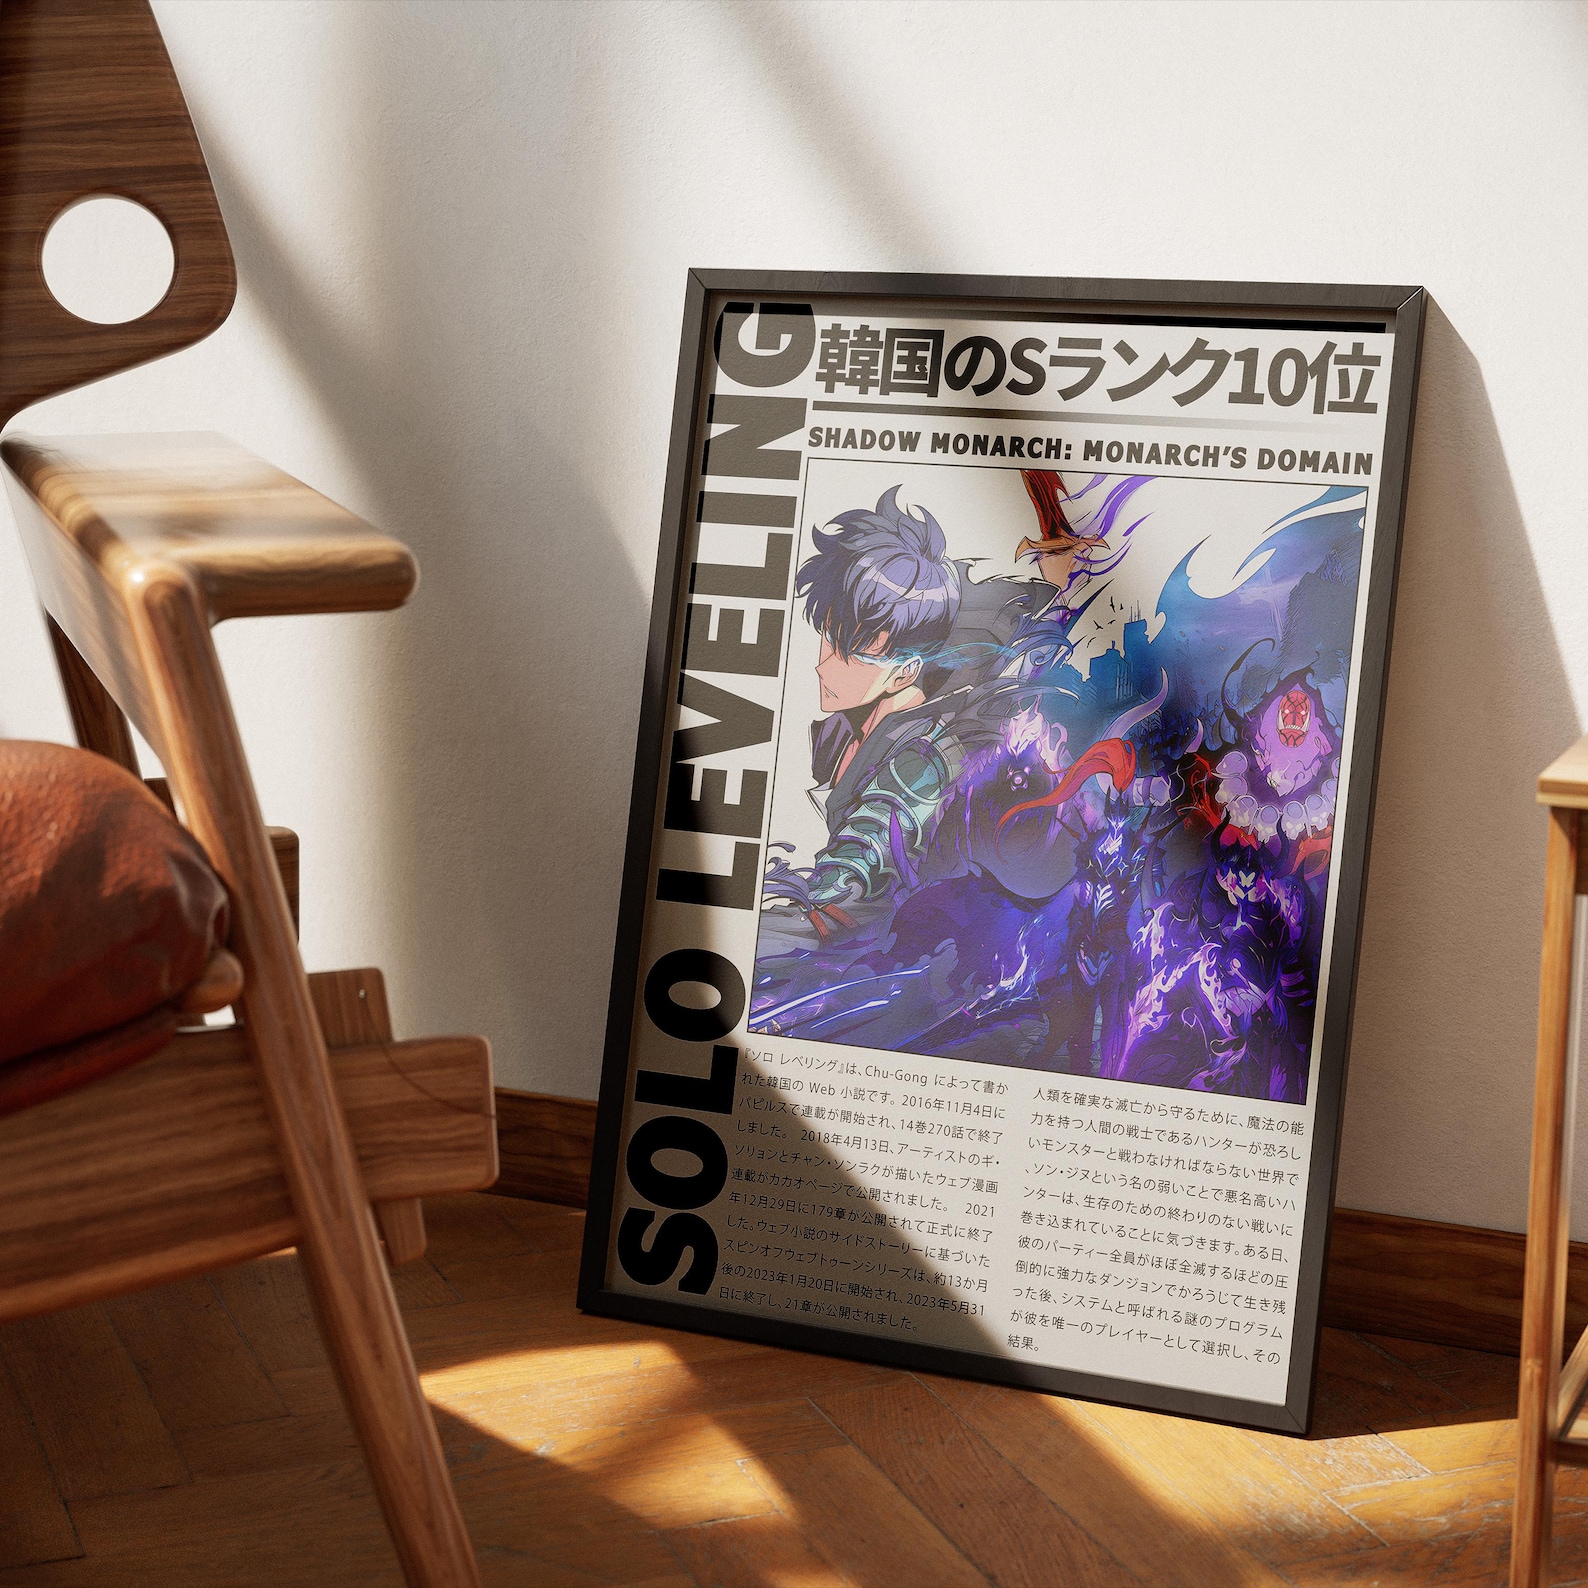 SOLO LEVELING
韓国のSランク10位
SHADOW MONARCH: MONARCH'S DOMAIN
『ソロ レベリング』は、Chu-Gong によって書か
れた韓国の Web 小説です。 2016年11月4日に
パピルスで連載が開始され、14巻270話で終了
しました。 2018年4月13日、アーティストのギ・
ソリョンとチャン・ソンラクが描いたウェブ漫画
連載がカカオページで公開されました。 2021
年12月29日に179章が公開されて正式に終了
した。ウェブ小説のサイドストーリーに基づいた
スピンオフウェブトゥーンシリーズは、約13か月
後の2023年1月20日に開始され、2023年5月31
日に終了し、21章が公開されました。
人類を確実な滅亡から守るために、魔法の能
力を持つ人間の戦士であるハンターが恐ろし
いモンスターと戦わなければならない世界で
、ソン・ジヌという名の弱いことで悪名高いハ
ンターは、生存のための終わりのない戦いに
巻き込まれていることに気づきます。ある日、
彼のパーティー全員がほぼ全滅するほどの圧
倒的に強力なダンジョンでかろうじて生き残
った後、システムと呼ばれる謎のプログラム
が彼を唯一のプレイヤーとして選択し、その
結果。